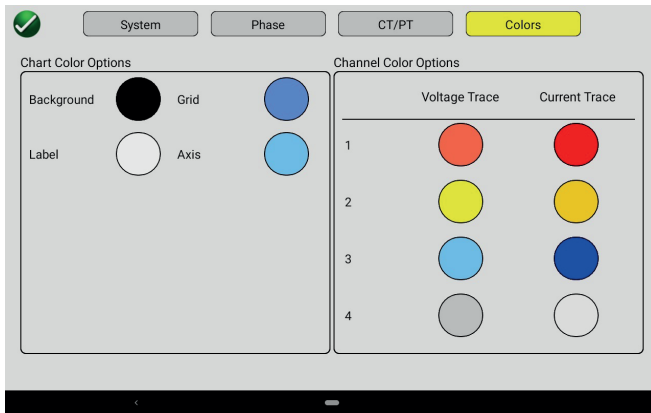 System Phase CT/PT Colors
Chart Color Options
Background Grid
Label Axis
Channel Color Options
Voltage Trace Current Trace
1
2
3
4